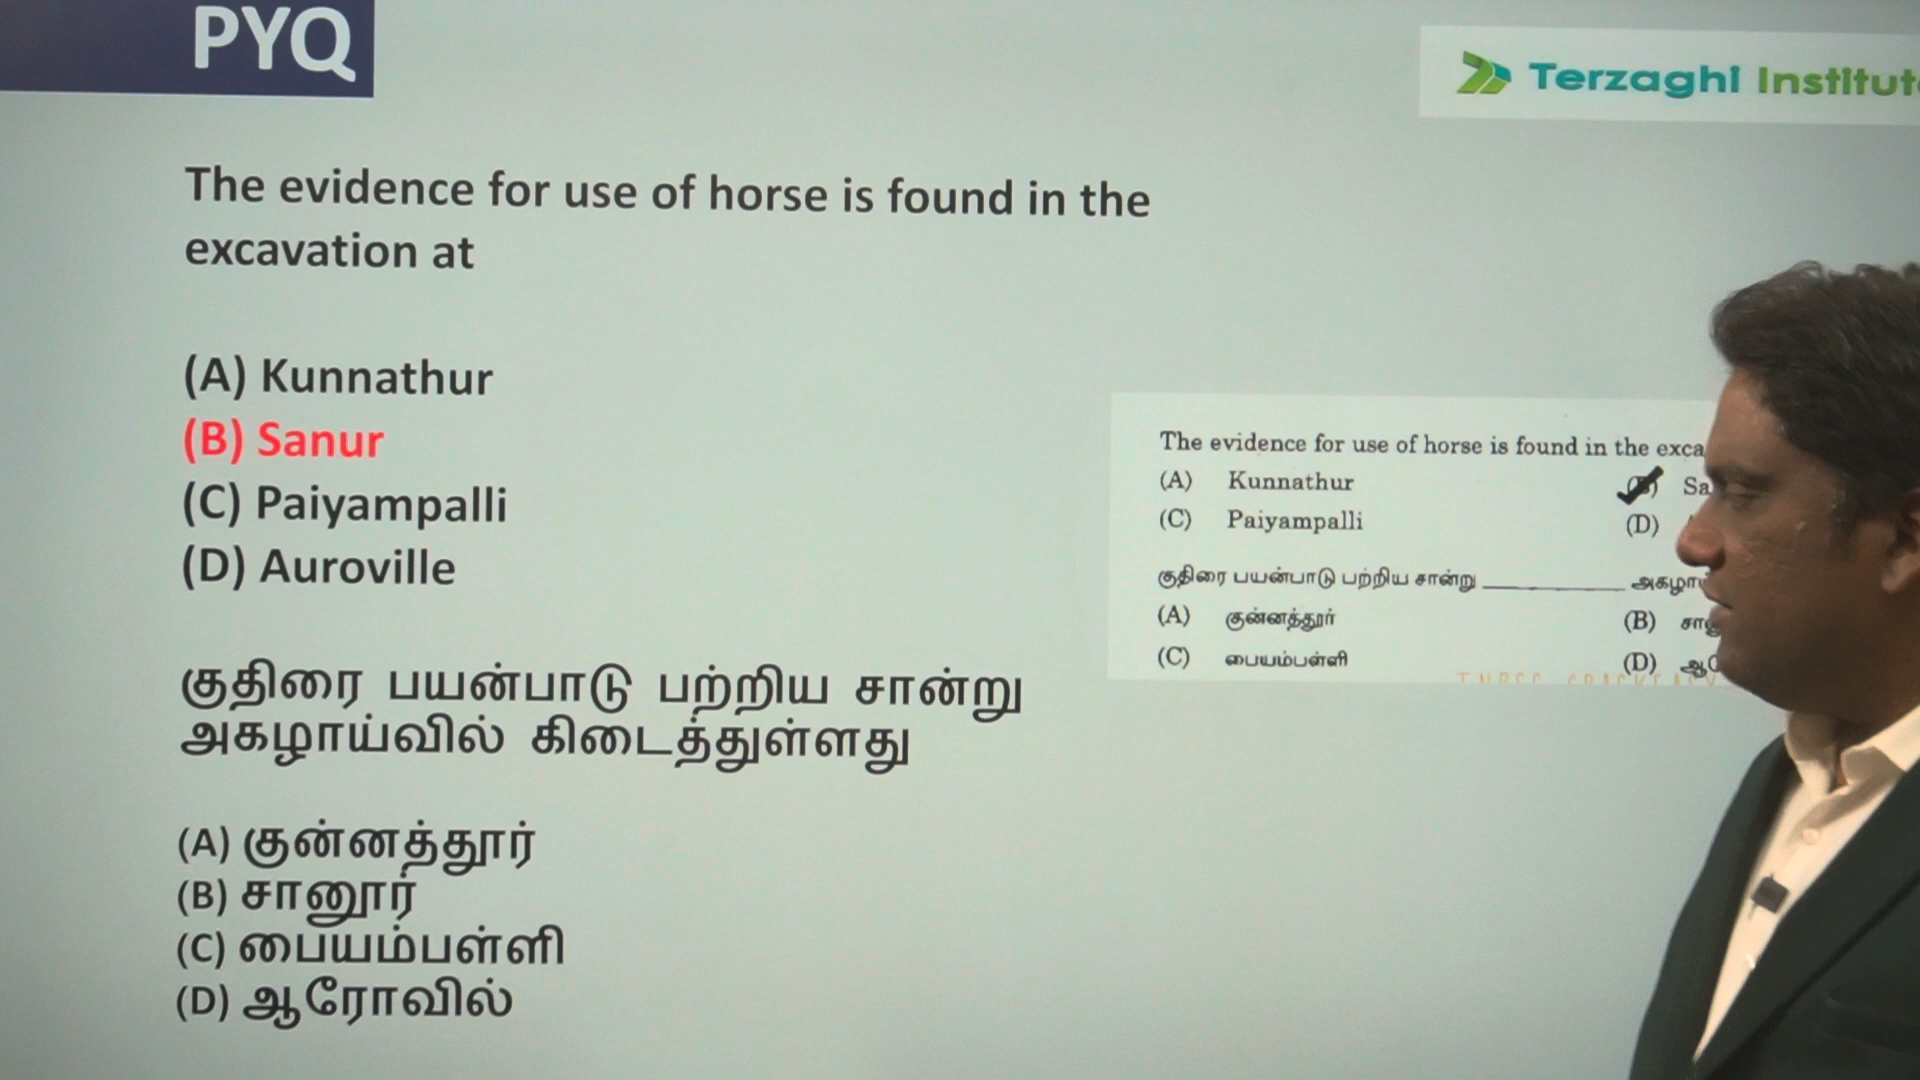 PYQ
Terzaghi Institut
The evidence for use of horse is found in the
excavation at
(A) Kunnathur
(B) Sanur
(C) Paiyampalli
(D) Auroville
குதிரை பயன்பாடு பற்றிய சான்று
அகழாய்வில் கிடைத்துள்ளது
(A) குன்னத்தூர்
(B) சானூர்
(C) பையம்பள்ளி
(D) ஆரோவில்
The evidence for use of horse is found in the exca
(A) Kunnathur (B) Sa
(C) Paiyampalli (D)
குதிரை பயன்பாடு பற்றிய சான்று ____________ அகழா
(A) குன்னத்தூர் (B) சா
(C) பையம்பள்ளி (D) ஆ